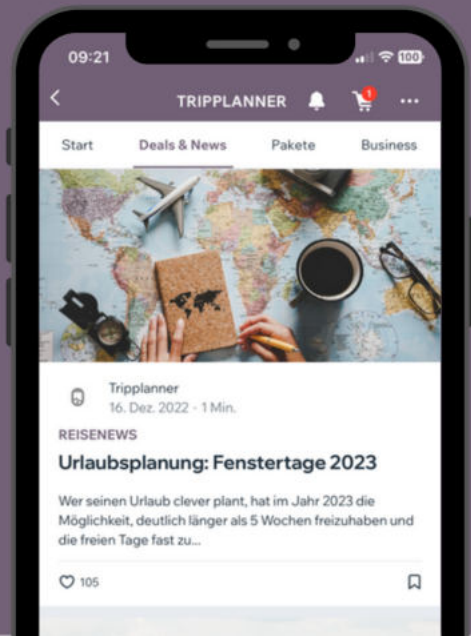 09:21
100
TRIPPLANNER
1
Start Deals & News Pakete Business
Tripplanner
16. Dez. 2022 - 1 Min.
REISENEWS
Urlaubsplanung: Fenstertage 2023
Wer seinen Urlaub clever plant, hat im Jahr 2023 die
Möglichkeit, deutlich länger als 5 Wochen freizuhaben und
die freien Tage fast zu...
105